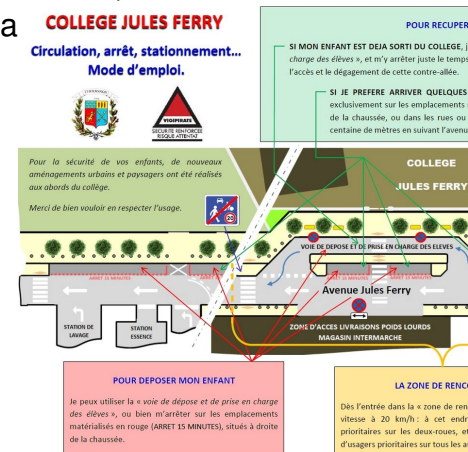 a
COLLEGE JULES FERRY
Circulation, arrêt, stationnement...
Mode d'emploi.
VIGIPIRATE
SECURITE RENFORCEE
RISQUE ATTENTAT
POUR RECUPER
SI MON ENFANT EST DEJA SORTI DU COLLEGE, j
charge des élèves », et m'y arrêter juste le temps
l'accès et le dégagement de cette contre-allée.
SI JE PREFERE ARRIVER QUELQUES
exclusivement sur les emplacements
de la chaussée, ou dans les rues ou
centaine de mètres en suivant l'avenu
Pour la sécurité de vos enfants, de nouveaux
aménagements urbains et paysagers ont été réalisés
aux abords du collège.
Merci de bien vouloir en respecter l'usage.
COLLEGE
JULES FERRY
20
VOIE DE DEPOSE ET DE PRISE EN CHARGE DES ELEVES
ARRET 15 MINUTES
ARRET 15 MINUTES
ARRET 15 MINUTES
Avenue Jules Ferry
STATION DE
LAVAGE
STATION
ESSENCE
ZONE D'ACCES LIVRAISONS POIDS LOURDS
MAGASIN INTERMARCHE
POUR DEPOSER MON ENFANT
Je peux utiliser la « voie de dépose et de prise en charge
des élèves », ou bien m'arrêter sur les emplacements
matérialisés en rouge (ARRET 15 MINUTES), situés à droite
de la chaussée.
LA ZONE DE RENCO
Dès l'entrée dans la « zone de ren
vitesse à 20 km/h : à cet endr
prioritaires sur les deux-roues, et
d'usagers prioritaires sur tous les au